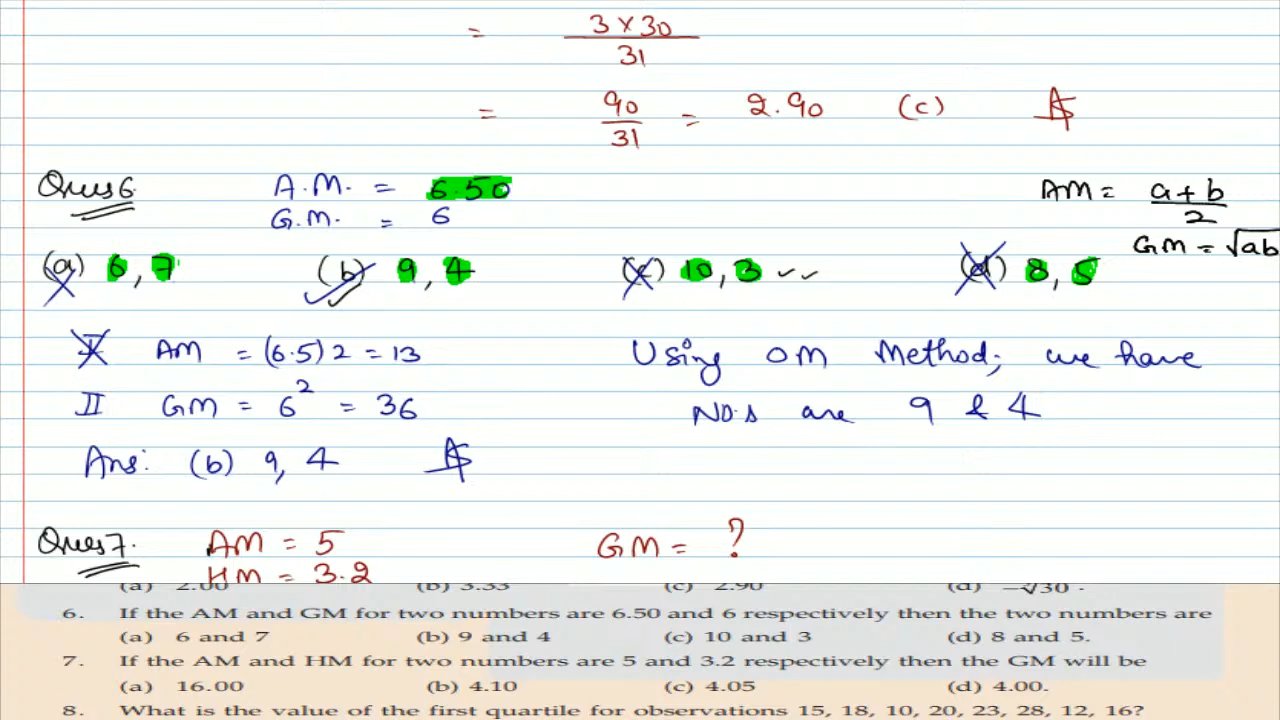 = 3 × 30 / 31
= 90 / 31 = 2.90 (c)
Ques 6. A.M. = 6.50
G.M. = 6
AM = a + b / 2
GM = √ab
(a) 6, 7 (b) 9, 4 (c) 10, 3 ✓✓ (d) 8, 5
I AM = (6.5) 2 = 13
II GM = 6² = 36
Using OM Method; we have
NO.s are 9 & 4
Ans: (b) 9, 4
Ques 7. AM = 5 GM = ?
HM = 3.2
(a) 2.00 (b) 3.33 (c) 2.90 (d) ∛30 .
6. If the AM and GM for two numbers are 6.50 and 6 respectively then the two numbers are
(a) 6 and 7 (b) 9 and 4 (c) 10 and 3 (d) 8 and 5.
7. If the AM and HM for two numbers are 5 and 3.2 respectively then the GM will be
(a) 16.00 (b) 4.10 (c) 4.05 (d) 4.00.
8. What is the value of the first quartile for observations 15, 18, 10, 20, 23, 28, 12, 16?